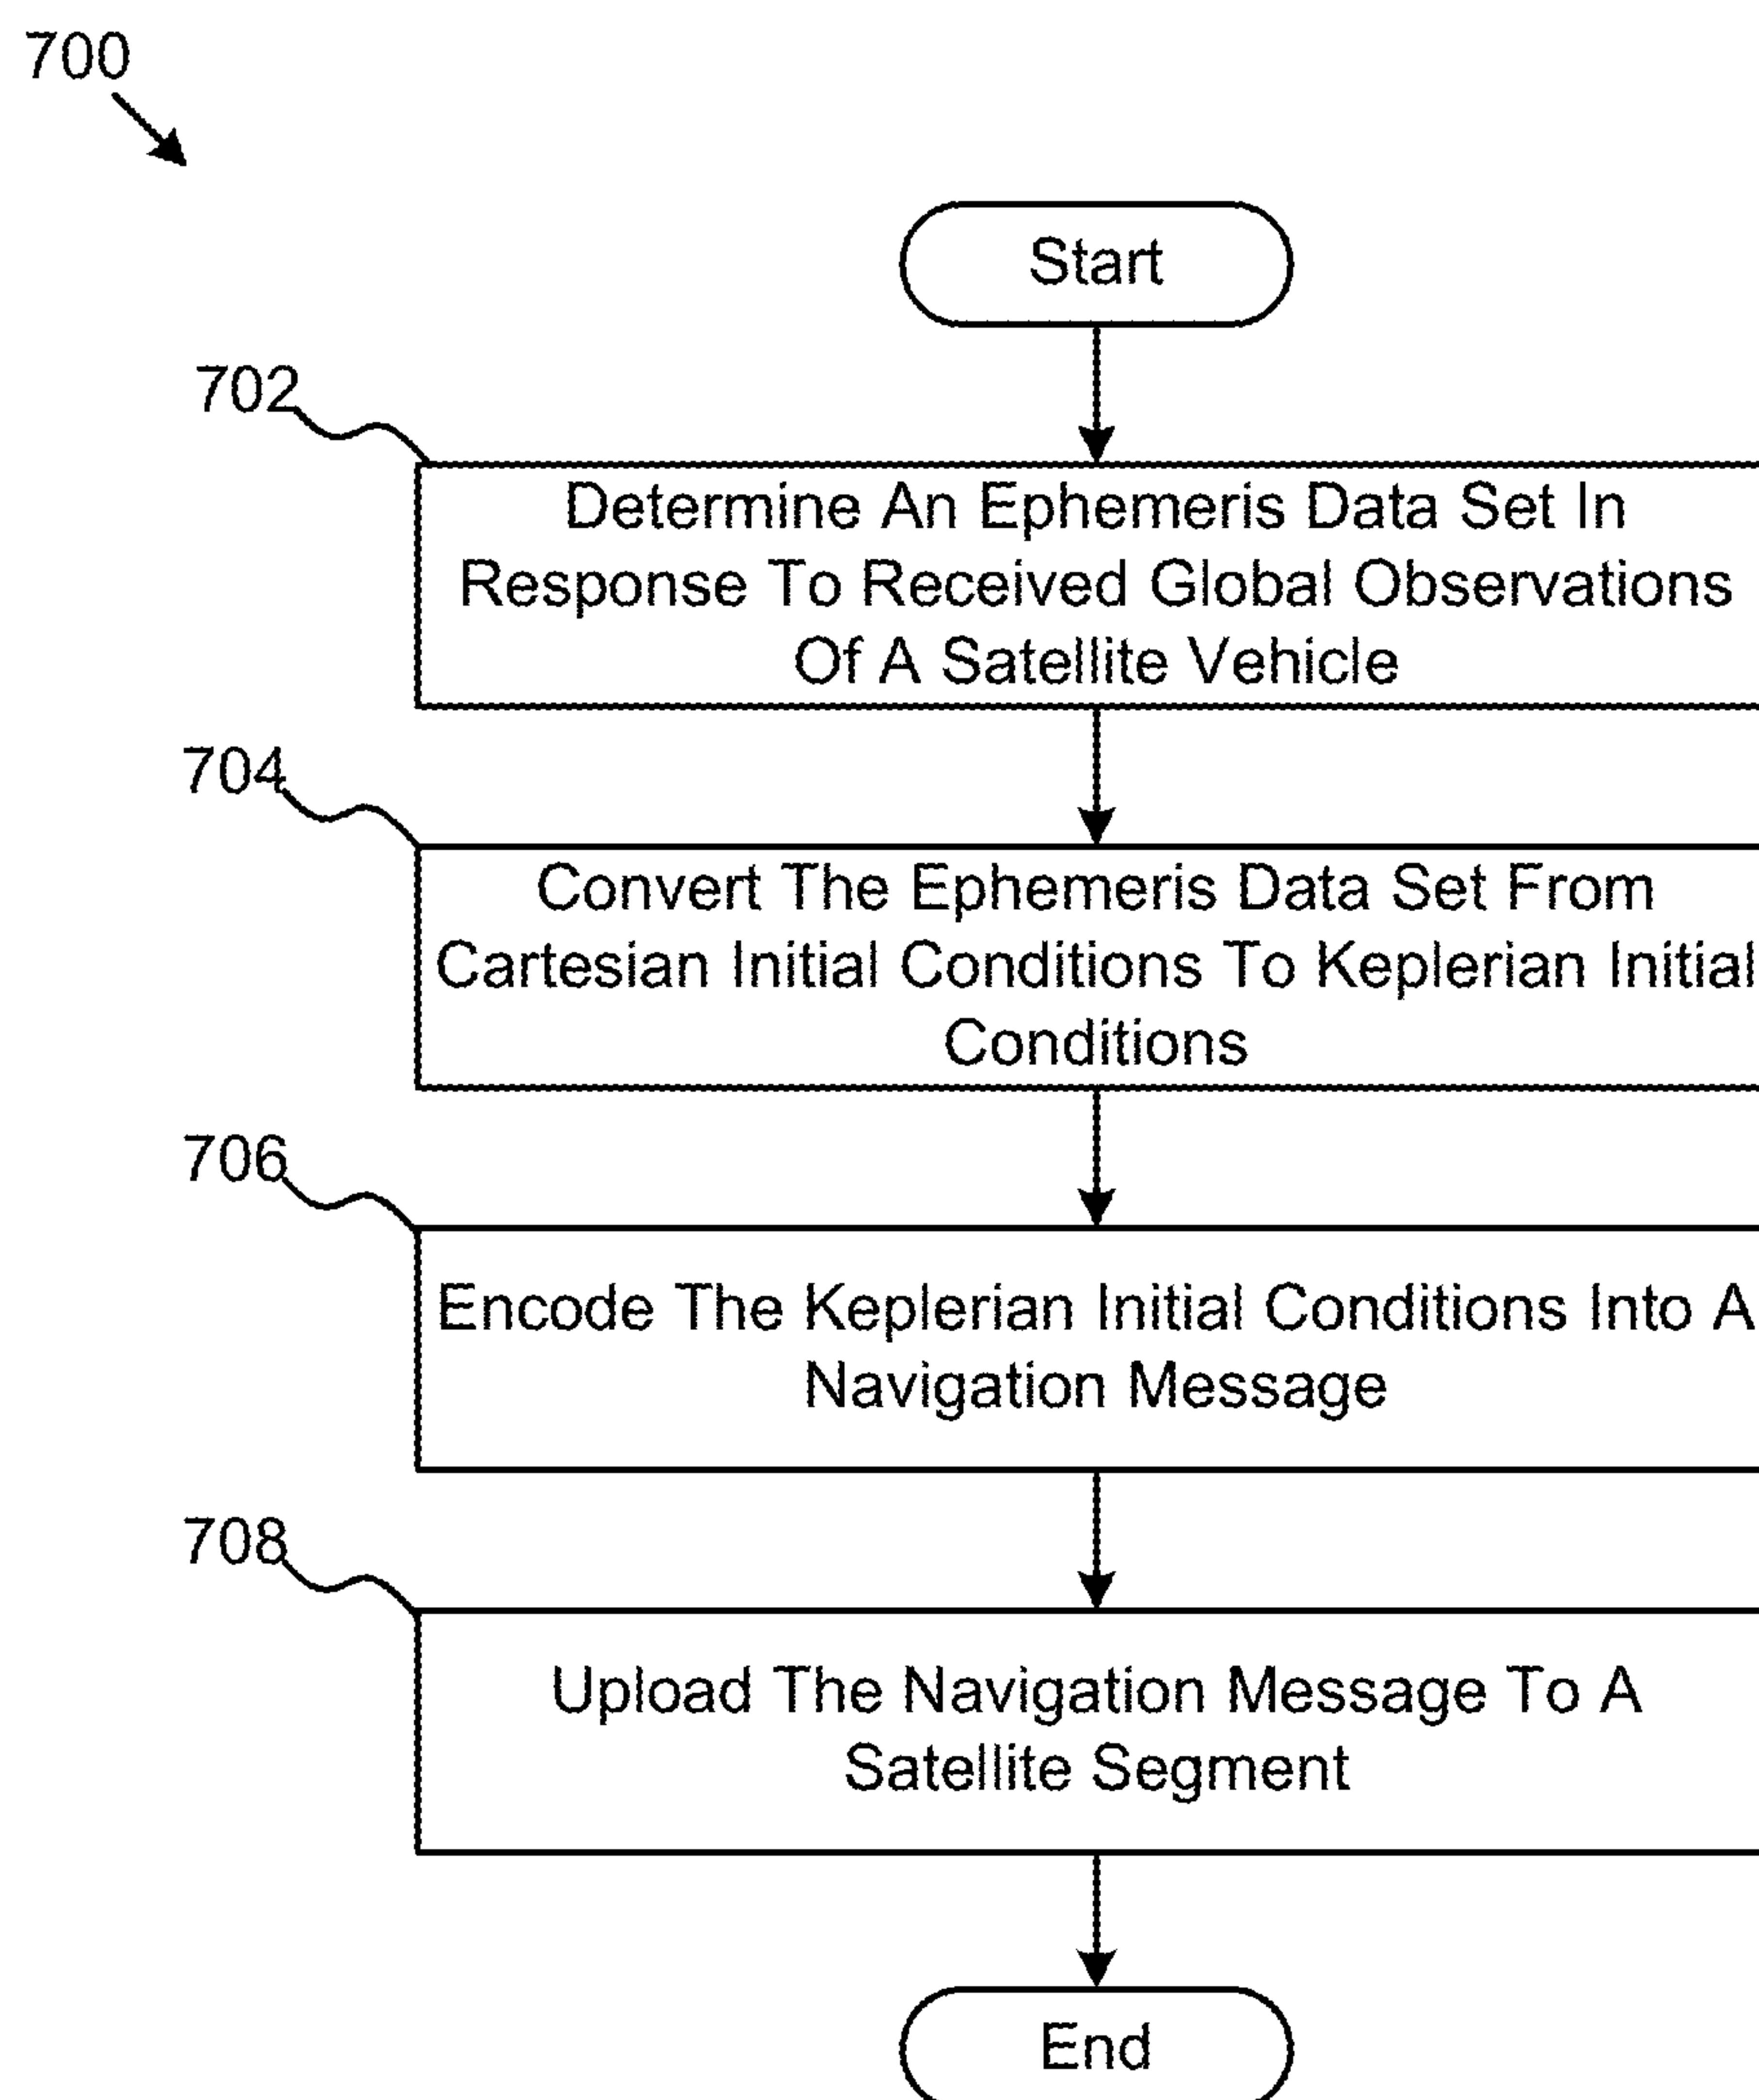 700
Start
702
Determine An Ephemeris Data Set In
Response To Received Global Observations
Of A Satellite Vehicle
704
Convert The Ephemeris Data Set From
Cartesian Initial Conditions To Keplerian Initial
Conditions
706
Encode The Keplerian Initial Conditions Into A
Navigation Message
708
Upload The Navigation Message To A
Satellite Segment
End